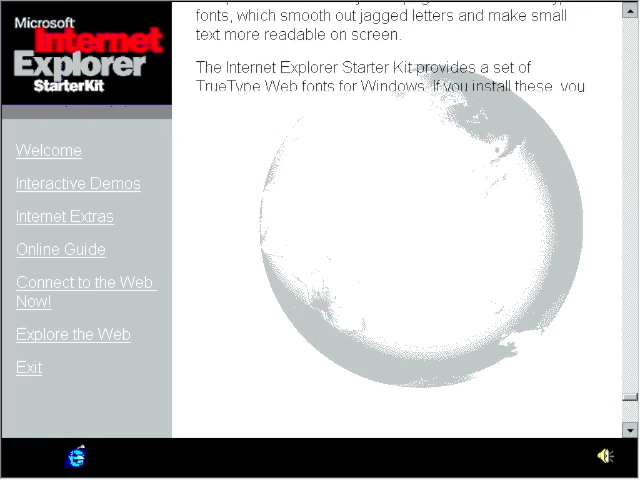 Microsoft
Internet
Explorer
StarterKit
fonts, which smooth out jagged letters and make small
text more readable on screen.
The Internet Explorer Starter Kit provides a set of
TrueType Web fonts for Windows. If you install these, you
Welcome
Interactive Demos
Internet Extras
Online Guide
Connect to the Web
Now!
Explore the Web
Exit